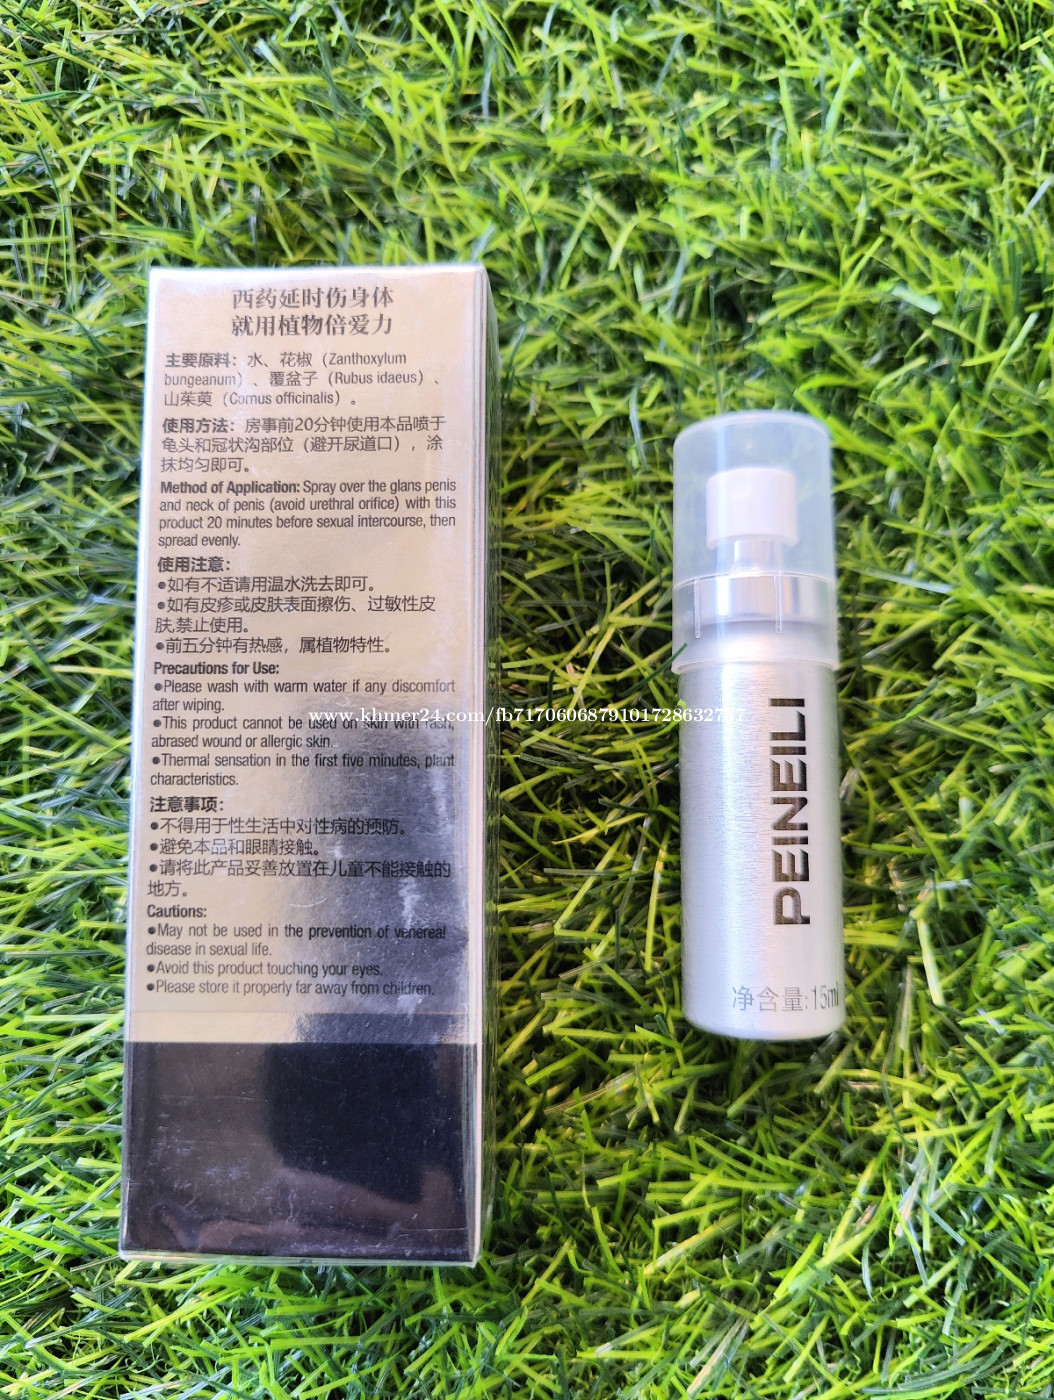 西药延时伤身体
就用植物倍爱力
主要原料：水、花椒（Zanthoxylum
bungeanum）、覆盆子（Rubus idaeus）、
山茱萸（Cornus officinalis）。
使用方法：房事前20分钟使用本品喷于
龟头和冠状沟部位（避开尿道口），涂
抹均匀即可。
Method of Application: Spray over the glans penis
and neck of penis (avoid urethral orifice) with this
product 20 minutes before sexual intercourse, then
spread evenly.
使用注意：
●如有不适请用温水洗去即可。
●如有皮疹或皮肤表面擦伤、过敏性皮
肤,禁止使用。
●前五分钟有热感，属植物特性。
Precautions for Use:
●Please wash with warm water if any discomfort
after wiping.
●This product cannot be used on skin with rash,
abrased wound or allergic skin.
●Thermal sensation in the first five minutes, plant
characteristics.
注意事项：
●不得用于性生活中对性病的预防。
●避免本品和眼睛接触。
●请将此产品妥善放置在儿童不能接触的
地方。
Cautions:
●May not be used in the prevention of venereal
disease in sexual life.
●Avoid this product touching your eyes.
●Please store it properly far away from children.
PEINEILI
净含量:15ml
www.khmer24.com/fb7170606879101728632757